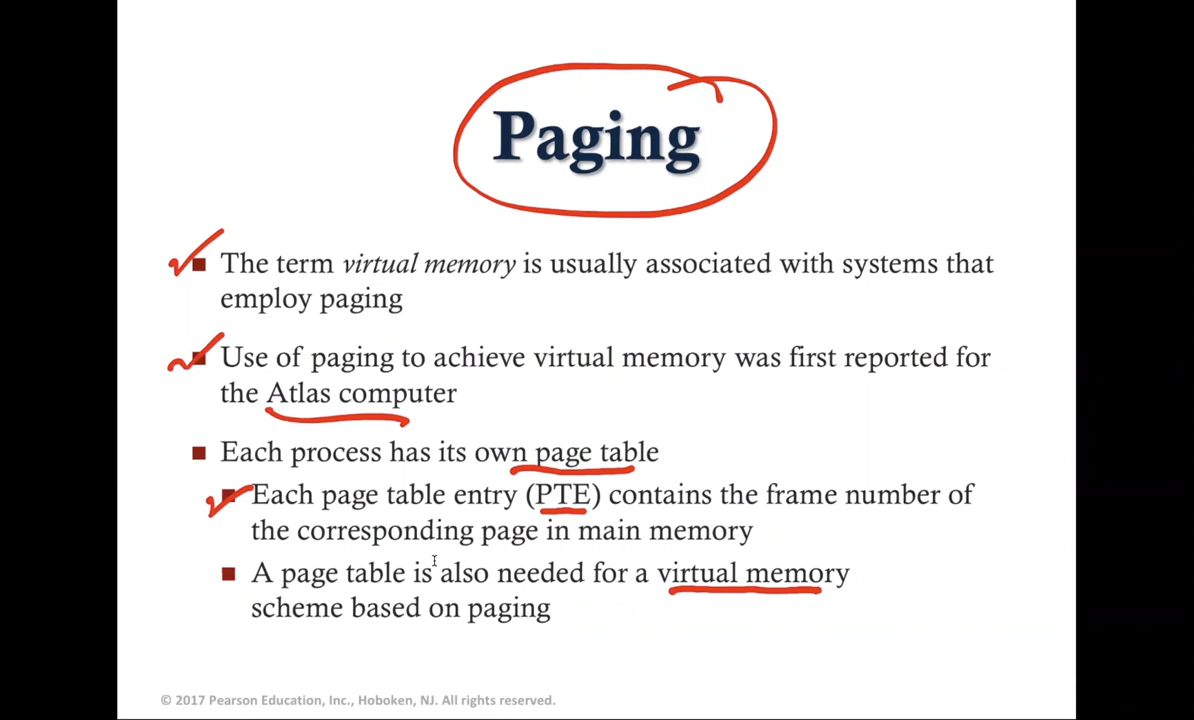 Paging
The term virtual memory is usually associated with systems that
employ paging
Use of paging to achieve virtual memory was first reported for
the Atlas computer
Each process has its own page table
Each page table entry (PTE) contains the frame number of
the corresponding page in main memory
A page table is also needed for a virtual memory
scheme based on paging
© 2017 Pearson Education, Inc., Hoboken, NJ. All rights reserved.